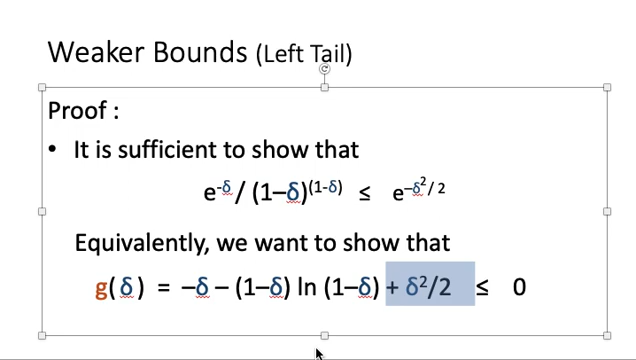 Weaker Bounds (Left Tail)
Proof :
• It is sufficient to show that
e^-δ / (1–δ)^(1-δ) ≤ e^–δ²/ 2
Equivalently, we want to show that
g( δ ) = –δ – (1–δ) ln (1–δ) + δ²/2 ≤ 0